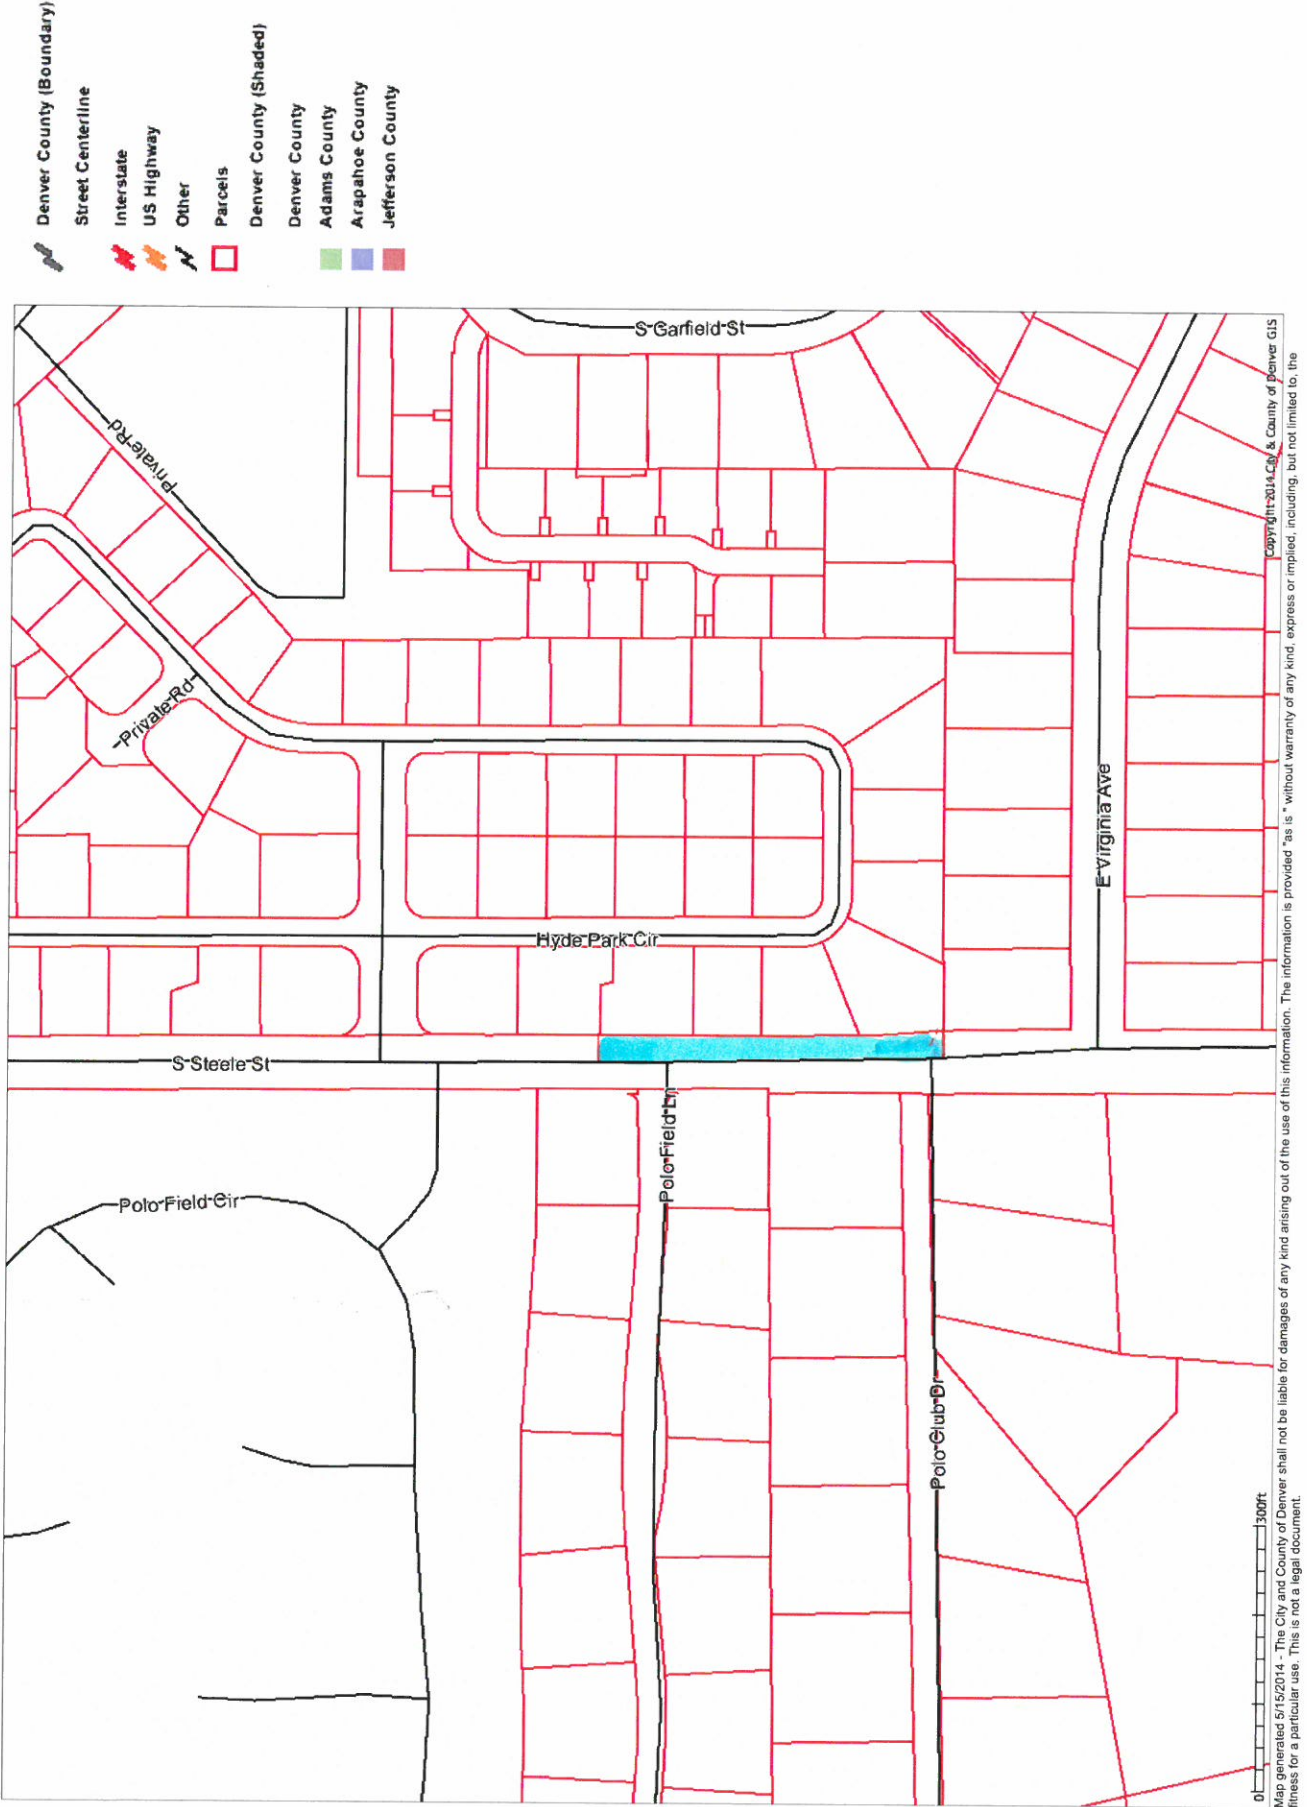 Denver County (Boundary)
Street Centerline
Interstate
US Highway
Other
Parcels
Denver County (Shaded)
Denver County
Adams County
Arapahoe County
Jefferson County
S Garfield St
Private Rd
Private Rd
E Virginia Ave
Hyde Park Cir
S Steele St
Polo Field Ln
Polo Field Cir
Polo Club Dr
0 300ft
Copyright 2014 City & County of Denver GIS
Map generated 5/15/2014 - The City and County of Denver shall not be liable for damages of any kind arising out of the use of this information. The information is provided "as is" without warranty of any kind, express or implied, including, but not limited to, the
fitness for a particular use. This is not a legal document.